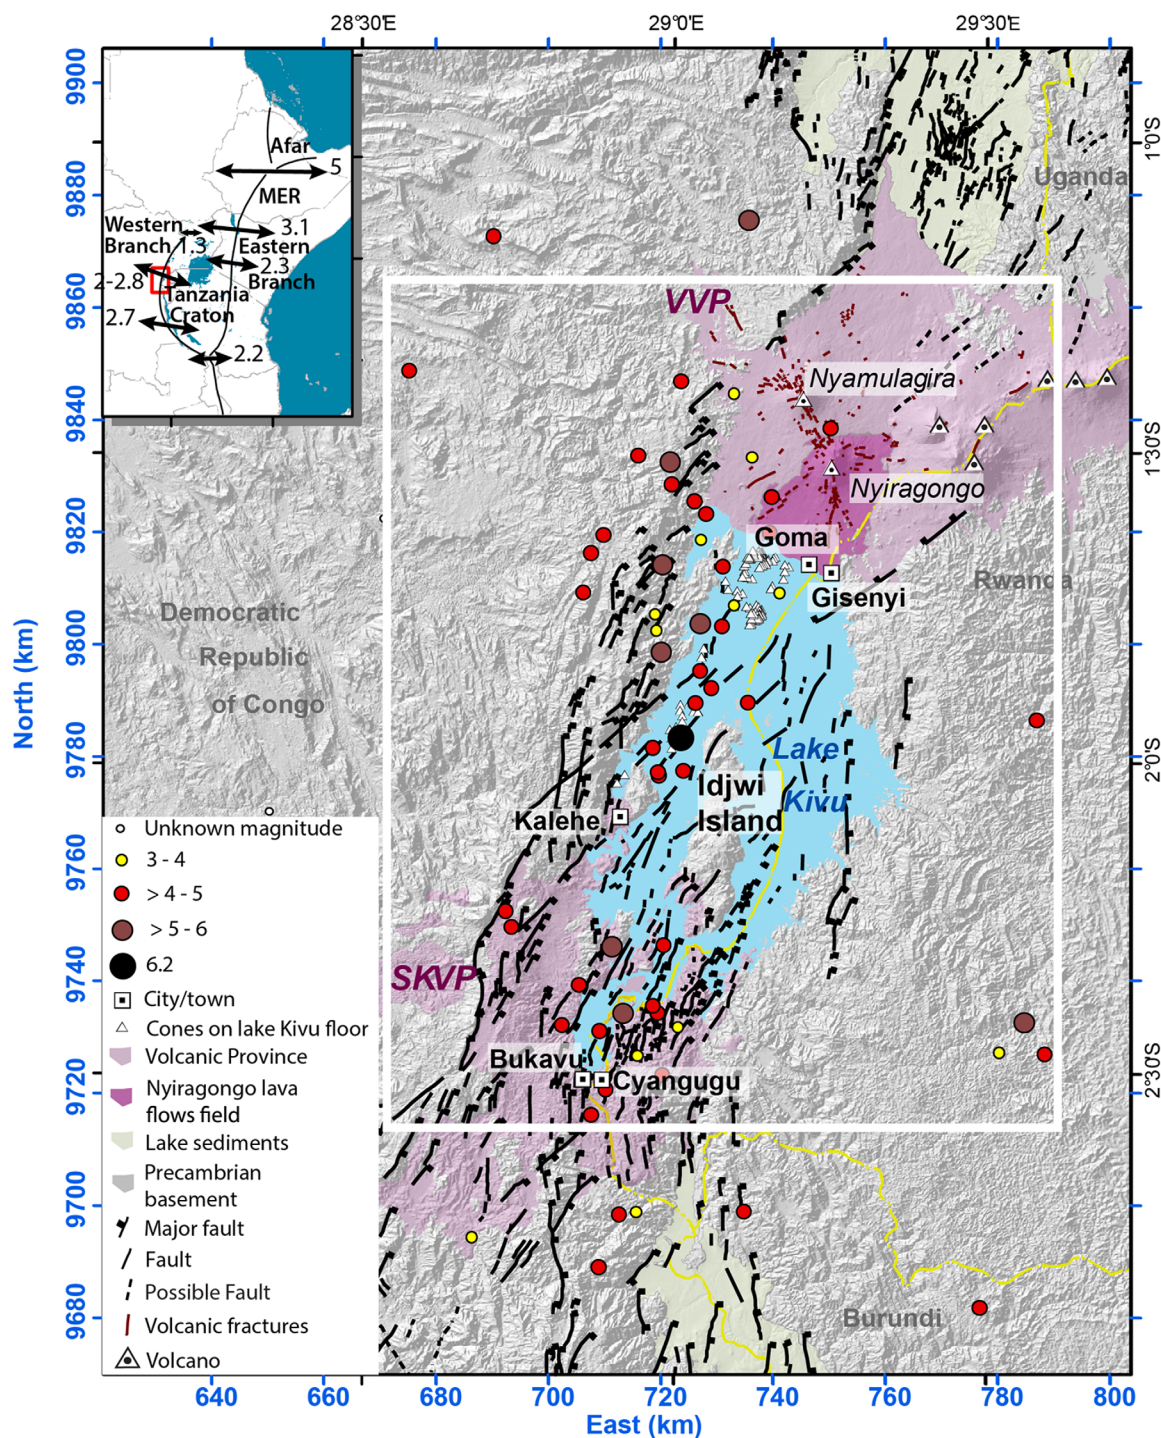 28°30'E
29°0'E
29°30'E
9900
9880
9860
9840
9820
9800
9780
9760
9740
9720
9700
9680
North (km)
1°0'S
1°30'S
2°0'S
2°30'S
Afar
5
MER
Western
Branch
1.3
3.1
Eastern
Branch
2.3
2-2.8
Tanzania
Craton
2.7
2.2
Uganda
VVP
Nyamulagira
Nyiragongo
Goma
Gisenyi
Rwanda
Democratic
Republic
of Congo
Lake
Kivu
Idjwi
Island
Kalehe
SKVP
Bukavu
Cyangugu
Burundi
Unknown magnitude
3 - 4
> 4 - 5
> 5 - 6
6.2
City/town
Cones on lake Kivu floor
Volcanic Province
Nyiragongo lava
flows field
Lake sediments
Precambrian
basement
Major fault
Fault
Possible Fault
Volcanic fractures
Volcano
640
660
680
700
720
740
760
780
800
East (km)